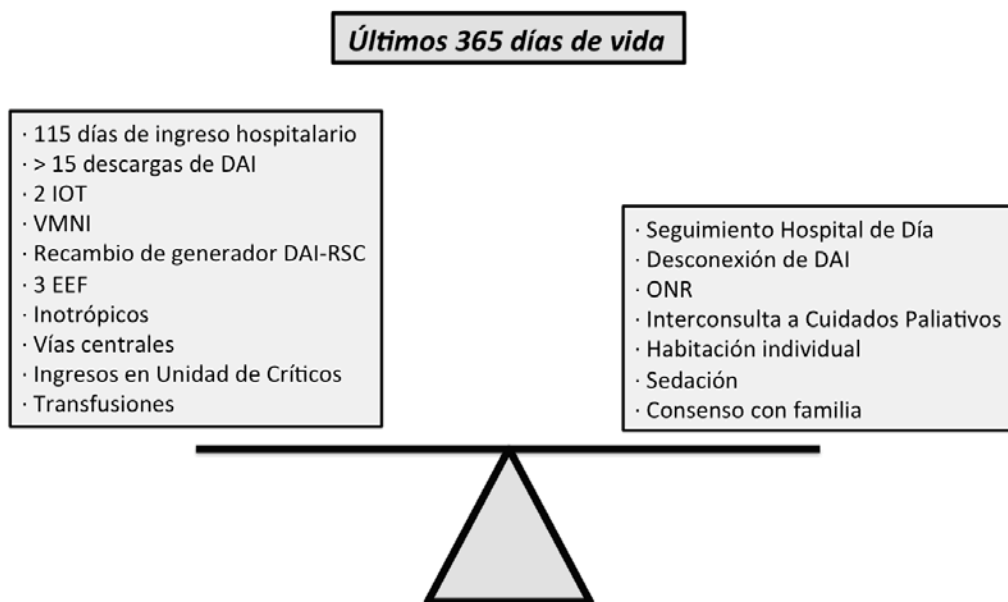 Últimos 365 días de vida
· 115 días de ingreso hospitalario
· > 15 descargas de DAI
· 2 IOT
· VMNI
· Recambio de generador DAI-RSC
· 3 EEF
· Inotrópicos
· Vías centrales
· Ingresos en Unidad de Críticos
· Transfusiones
· Seguimiento Hospital de Día
· Desconexión de DAI
· ONR
· Interconsulta a Cuidados Paliativos
· Habitación individual
· Sedación
· Consenso con familia